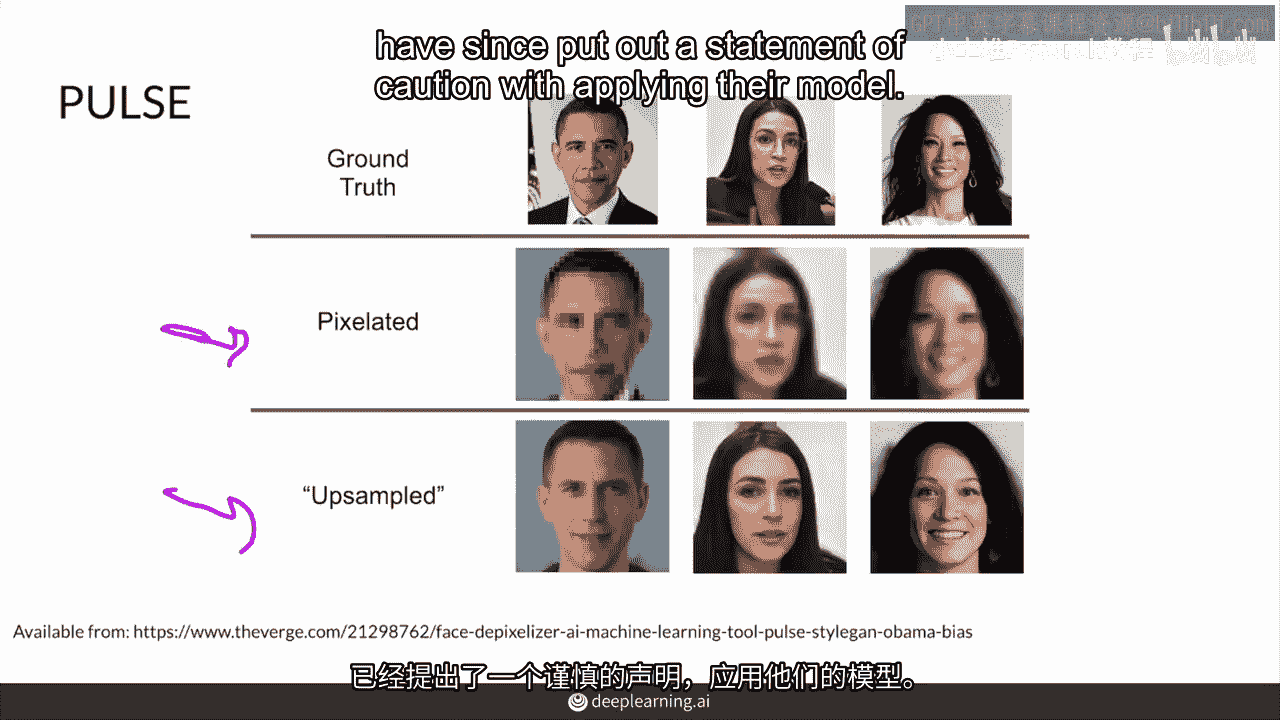 have since put out a statement of
caution with applying their model.
PULSE
Ground
Truth
Pixelated
“Upsampled”
Available from: https://www.theverge.com/21298762/face-depixelizer-ai-machine-learning-tool-pulse-stylegan-obama-bias
已经提出了一个谨慎的声明，应用他们的模型。
deeplearning.ai